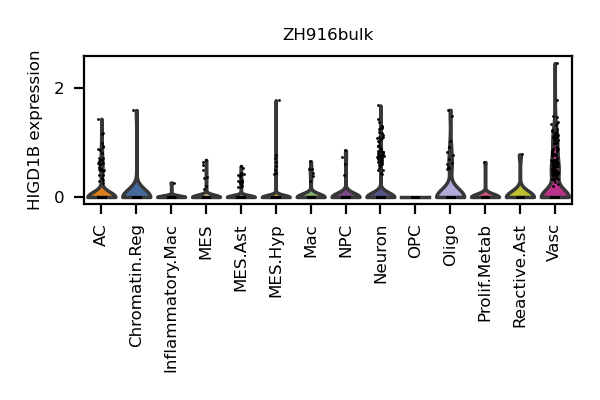 ZH916bulk
HIGD1B expression
2
0
AC
Chromatin.Reg
Inflammatory.Mac
MES
MES.Ast
MES.Hyp
Mac
NPC
Neuron
OPC
Oligo
Prolif.Metab
Reactive.Ast
Vasc